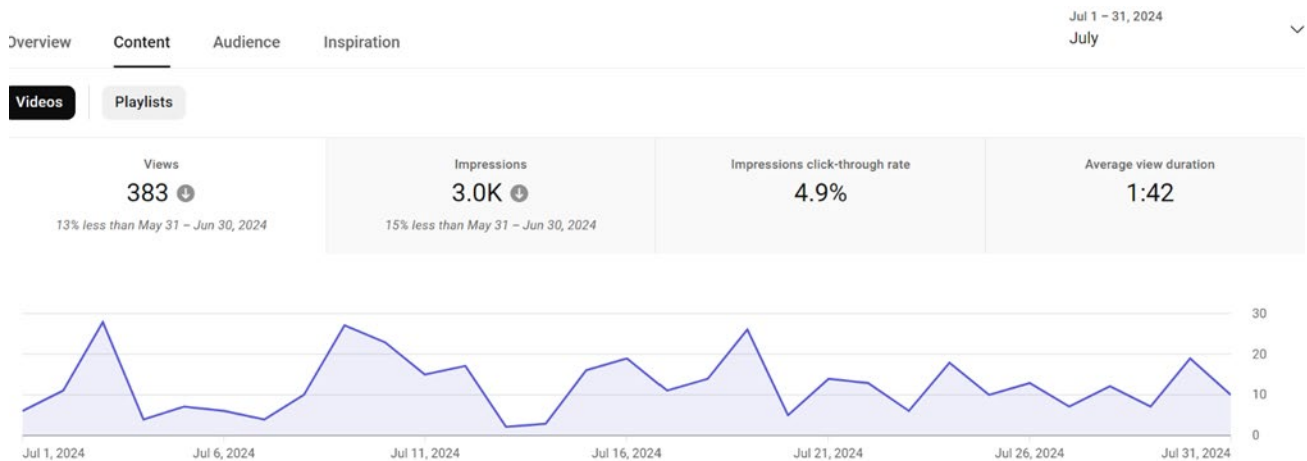 Jul 1 – 31, 2024
Overview Content Audience Inspiration July
Videos Playlists
Views Impressions Impressions click-through rate Average view duration
383 3.0K 4.9% 1:42
13% less than May 31 – Jun 30, 2024 15% less than May 31 – Jun 30, 2024
30
20
10
0
Jul 1, 2024 Jul 6, 2024 Jul 11, 2024 Jul 16, 2024 Jul 21, 2024 Jul 26, 2024 Jul 31, 2024